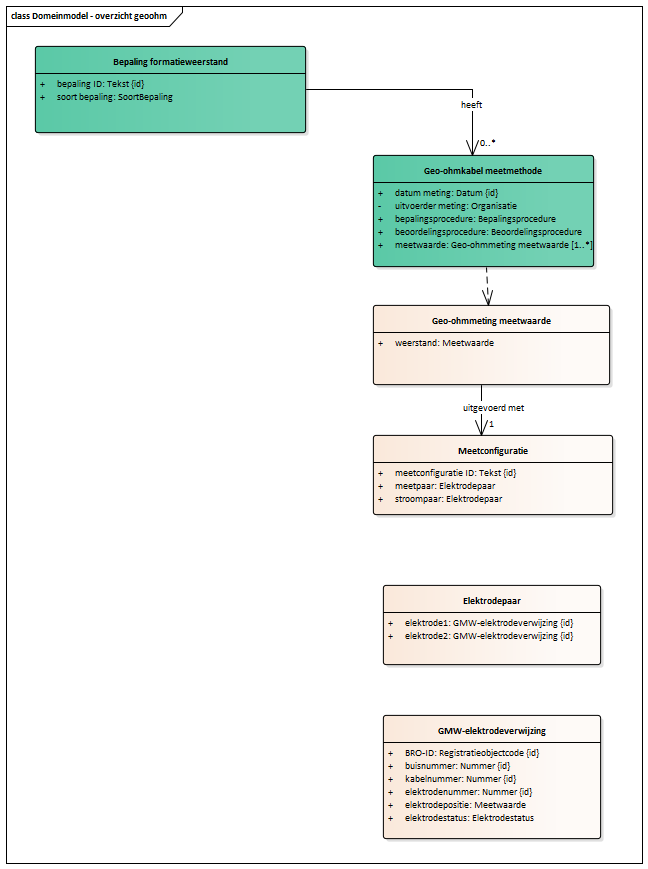 class Domeinmodel - overzicht geoohm
Bepaling formatieweerstand
+ bepaling ID: Tekst {id}
+ soort bepaling: SoortBepaling
heeft
0..*
Geo-ohmkabel meetmethode
+ datum meting: Datum {id}
- uitvoerder meting: Organisatie
+ bepalingsprocedure: Bepalingsprocedure
+ beoordelingsprocedure: Beoordelingsprocedure
+ meetwaarde: Geo-ohmmeting meetwaarde [1..*]
Geo-ohmmeting meetwaarde
+ weerstand: Meetwaarde
uitgevoerd met
1
Meetconfiguratie
+ meetconfiguratie ID: Tekst {id}
+ meetpaar: Elektrodepaar
+ stroompaar: Elektrodepaar
Elektrodepaar
+ elektrode1: GMW-elektrodeverwijzing {id}
+ elektrode2: GMW-elektrodeverwijzing {id}
GMW-elektrodeverwijzing
+ BRO-ID: Registratieobjectcode {id}
+ buisnummer: Nummer {id}
+ kabelnummer: Nummer {id}
+ elektrodenummer: Nummer {id}
+ elektrodepositie: Meetwaarde
+ elektrodestatus: Elektrodestatus